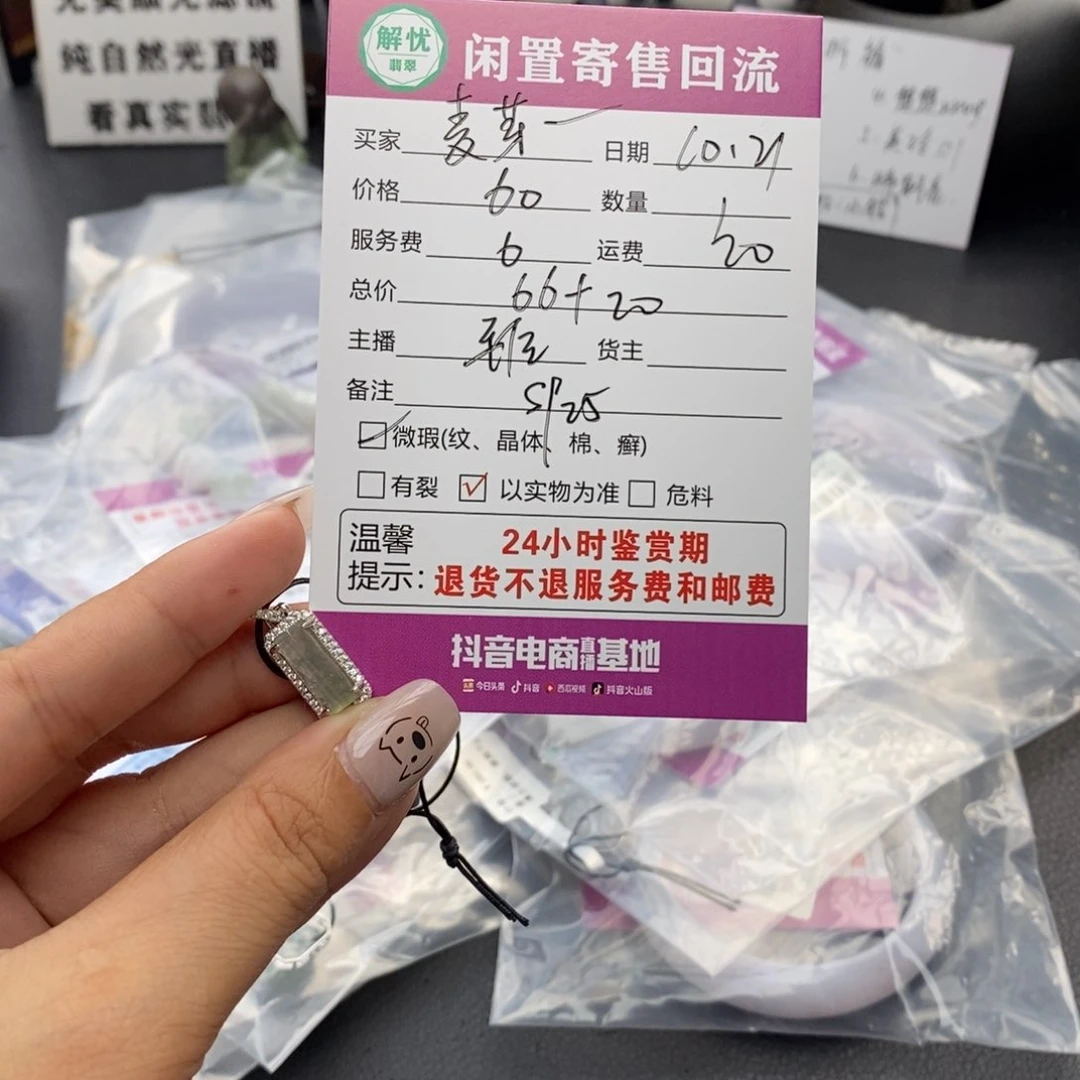 纯自然光直播
看真实
解忧
翡翠
闲置寄售回流
买家 麦芽一 日期 10.21
价格 60 数量
服务费 6 运费 20
总价 66+20
主播 货主
备注 SP25
微瑕(纹、晶体、棉、癣)
有裂 以实物为准 危料
温馨提示: 24小时鉴赏期
退货不退服务费和邮费
抖音电商直播基地
今日头条 抖音 西瓜视频 抖音火山版